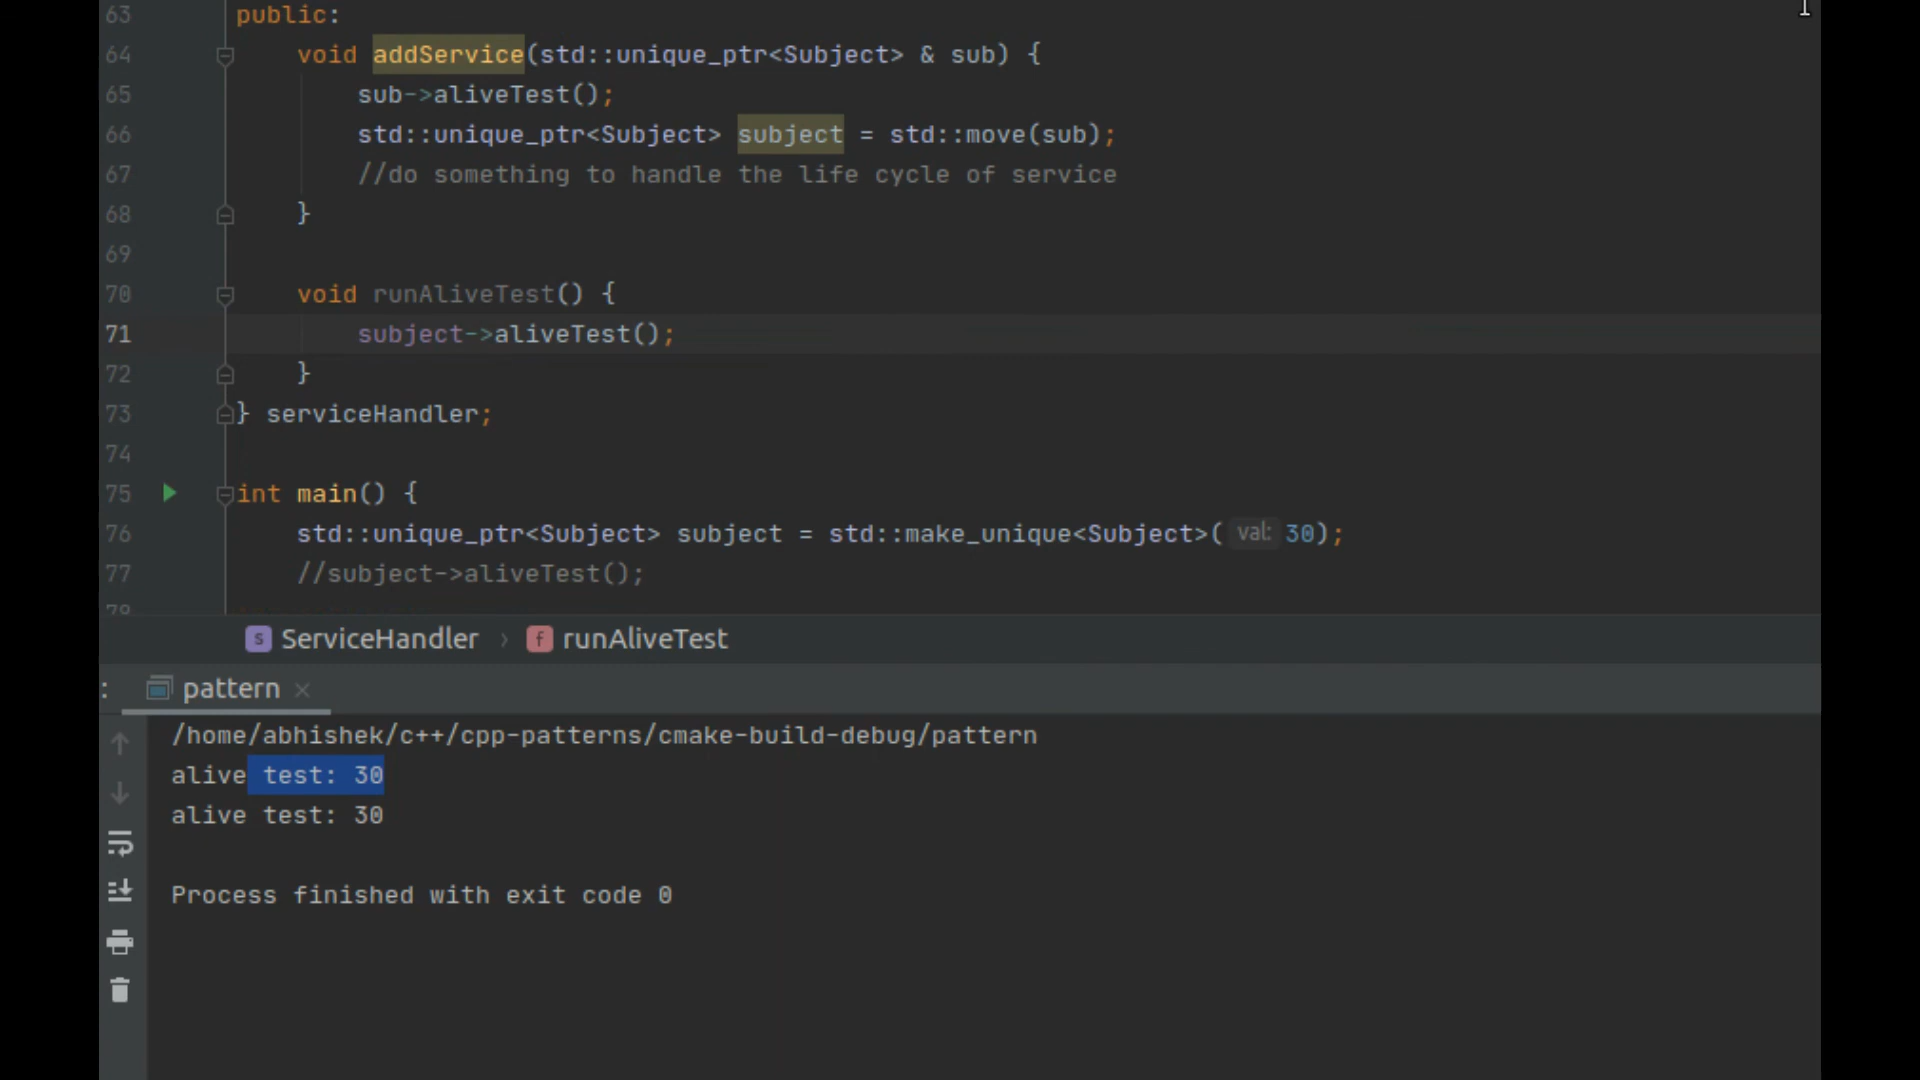 63 public:
64 void addService(std::unique_ptr<Subject> & sub) {
65 sub->aliveTest();
66 std::unique_ptr<Subject> subject = std::move(sub);
67 //do something to handle the life cycle of service
68 }
69
70 void runAliveTest() {
71 subject->aliveTest();
72 }
73 } serviceHandler;
74
75 int main() {
76 std::unique_ptr<Subject> subject = std::make_unique<Subject>( val: 30);
77 //subject->aliveTest();
78
s ServiceHandler › f runAliveTest
: pattern ×
/home/abhishek/c++/cpp-patterns/cmake-build-debug/pattern
alive test: 30
alive test: 30
Process finished with exit code 0